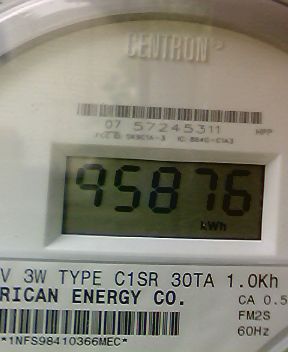 CENTRON
07 57245311
95876
kWh
V 3W TYPE C1SR 30TA 1.0Kh
RICAN ENERGY CO.
CA 0.5
FM2S
60Hz
*1NFS98410366MEC*